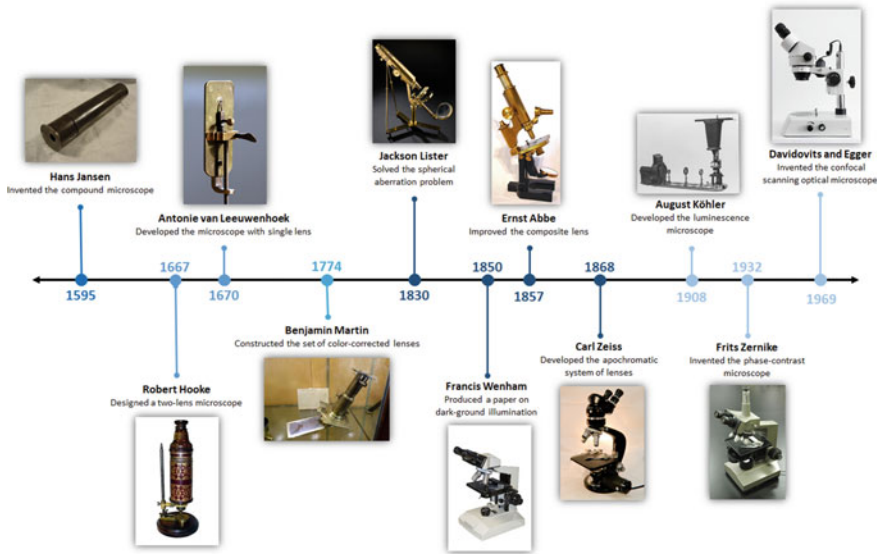 Hans Jansen
Invented the compound microscope
Antonie van Leeuwenhoek
Developed the microscope with single lens
Jackson Lister
Solved the spherical
aberration problem
Ernst Abbe
Improved the composite lens
August Köhler
Developed the luminescence
microscope
Davidovits and Egger
Invented the confocal
scanning optical microscope
1667
1774
1850
1868
1932
1595
1670
1830
1857
1908
1969
Robert Hooke
Designed a two-lens microscope
Benjamin Martin
Constructed the set of color-corrected lenses
Francis Wenham
Produced a paper on
dark-ground illumination
Carl Zeiss
Developed the apochromatic
system of lenses
Frits Zernike
Invented the phase-contrast
microscope